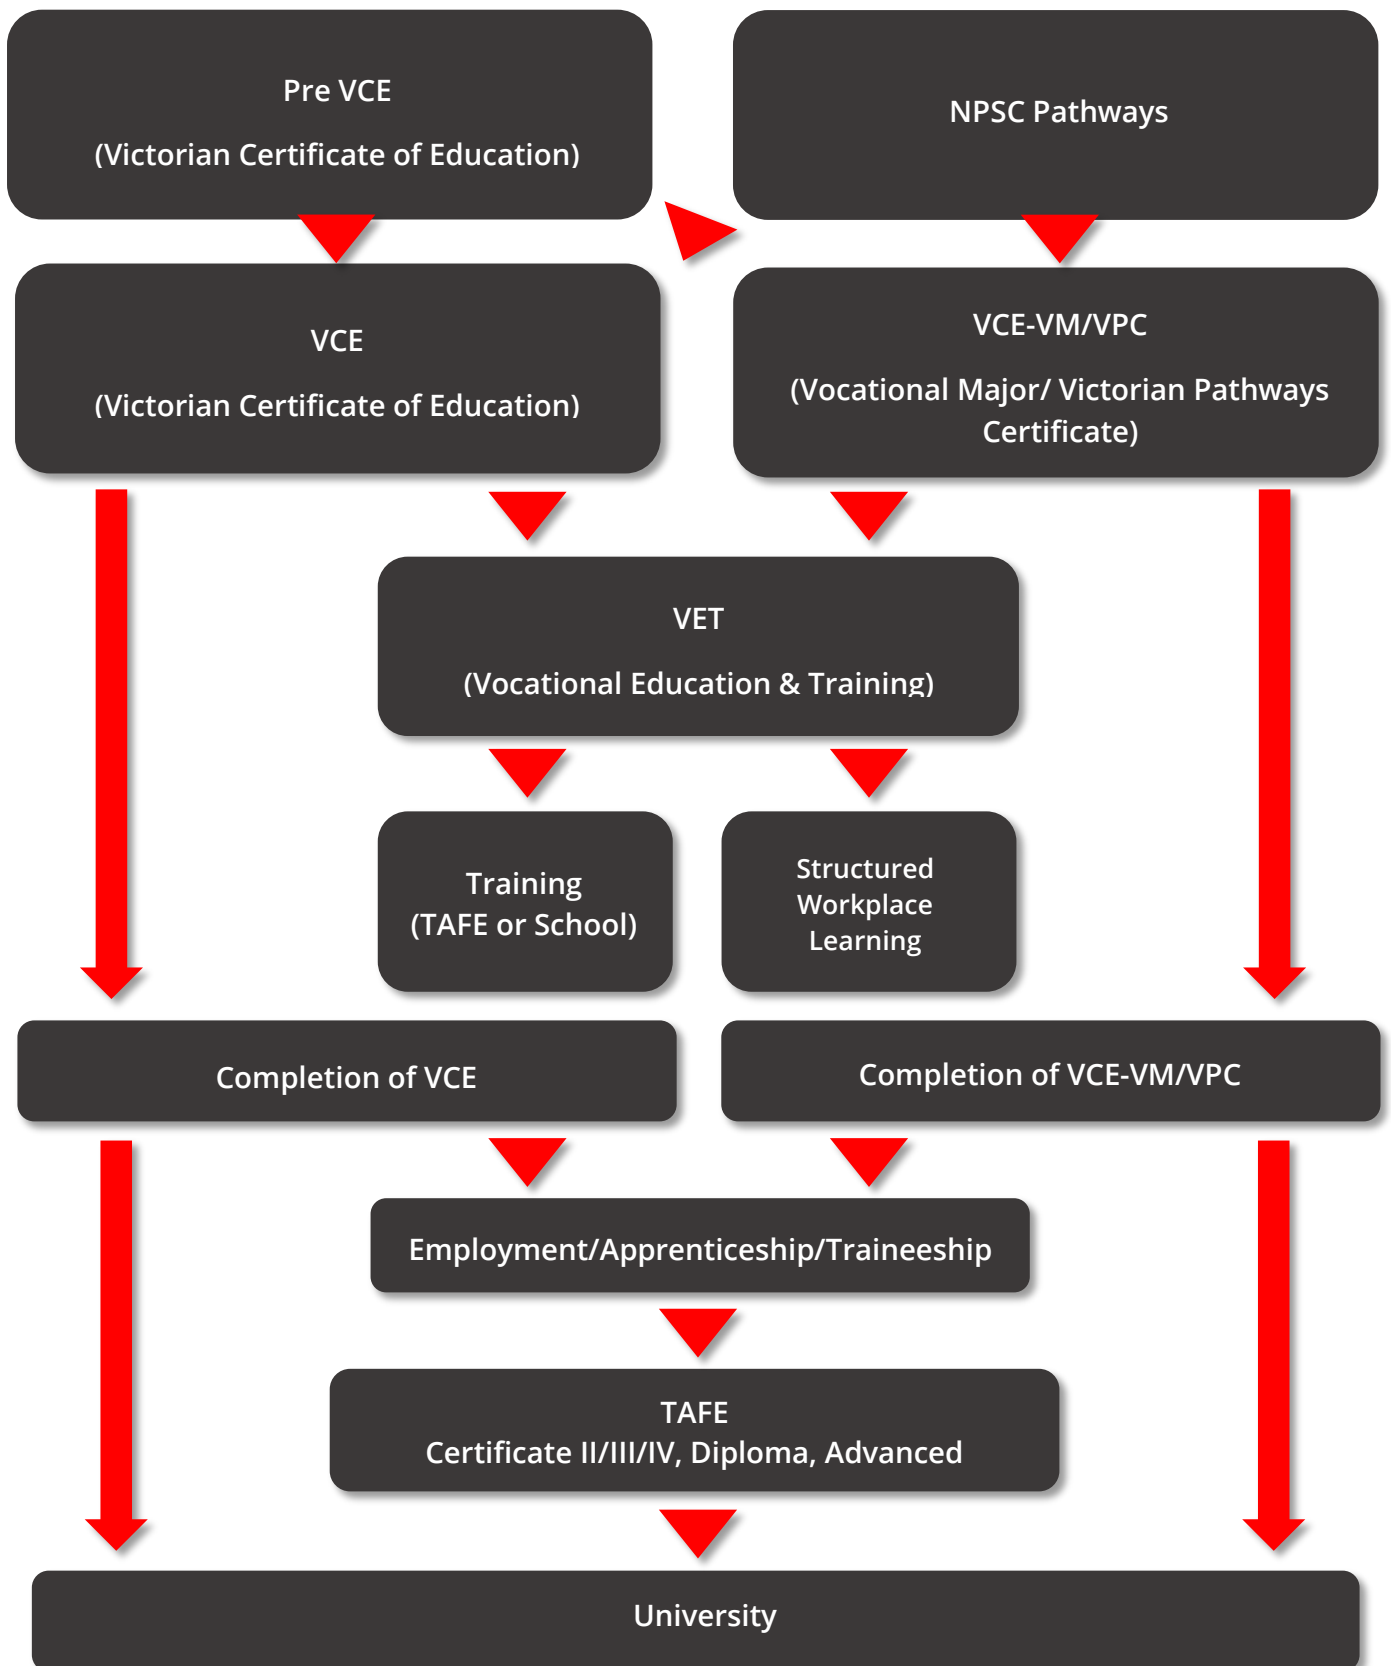 Pre VCE
(Victorian Certificate of Education)
NPSC Pathways
VCE
(Victorian Certificate of Education)
VCE-VM/VPC
(Vocational Major/ Victorian Pathways
Certificate)
VET
(Vocational Education & Training)
Training
(TAFE or School)
Structured
Workplace
Learning
Completion of VCE
Completion of VCE-VM/VPC
Employment/Apprenticeship/Traineeship
TAFE
Certificate II/III/IV, Diploma, Advanced
University